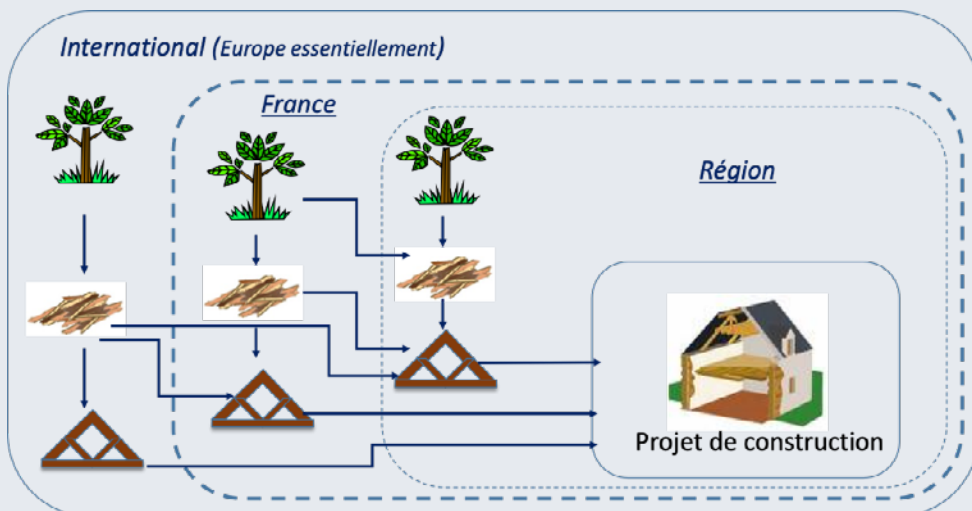 International (Europe essentiellement)
France
Région
Projet de construction